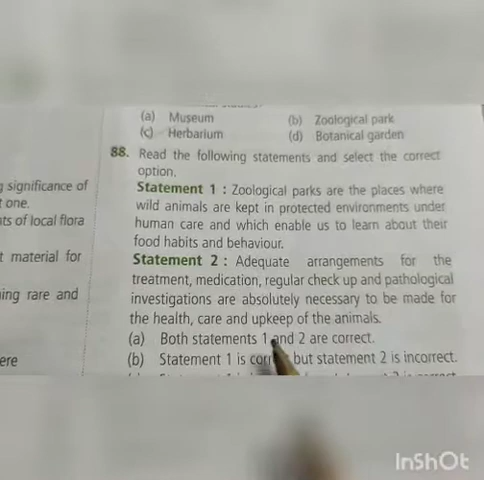 (a) Museum (b) Zoological park
(c) Herbarium (d) Botanical garden
88. Read the following statements and select the correct
option.
Statement 1 : Zoological parks are the places where
wild animals are kept in protected environments under
human care and which enable us to learn about their
food habits and behaviour.
Statement 2 : Adequate arrangements for the
treatment, medication, regular check up and pathological
investigations are absolutely necessary to be made for
the health, care and upkeep of the animals.
(a) Both statements 1 and 2 are correct.
(b) Statement 1 is but statement 2 is incorrect.
significance of
one.
of local flora
material for
rare and
InShOt